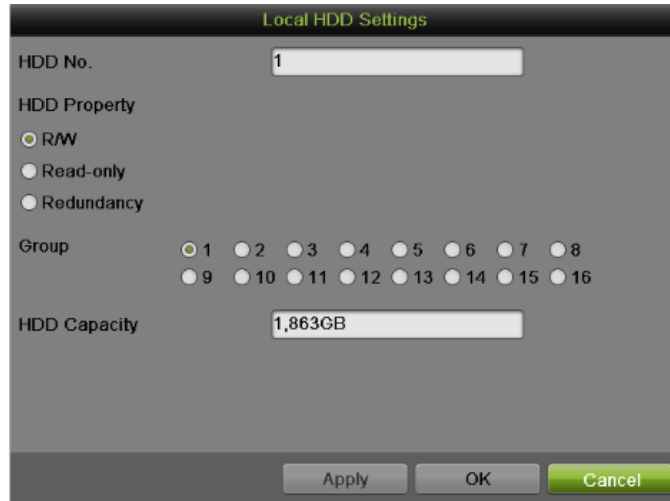 Local HDD Settings
HDD No. 1
HDD Property
R/W
Read-only
Redundancy
Group 1 2 3 4 5 6 7 8
9 10 11 12 13 14 15 16
HDD Capacity 1,863GB
Apply OK Cancel